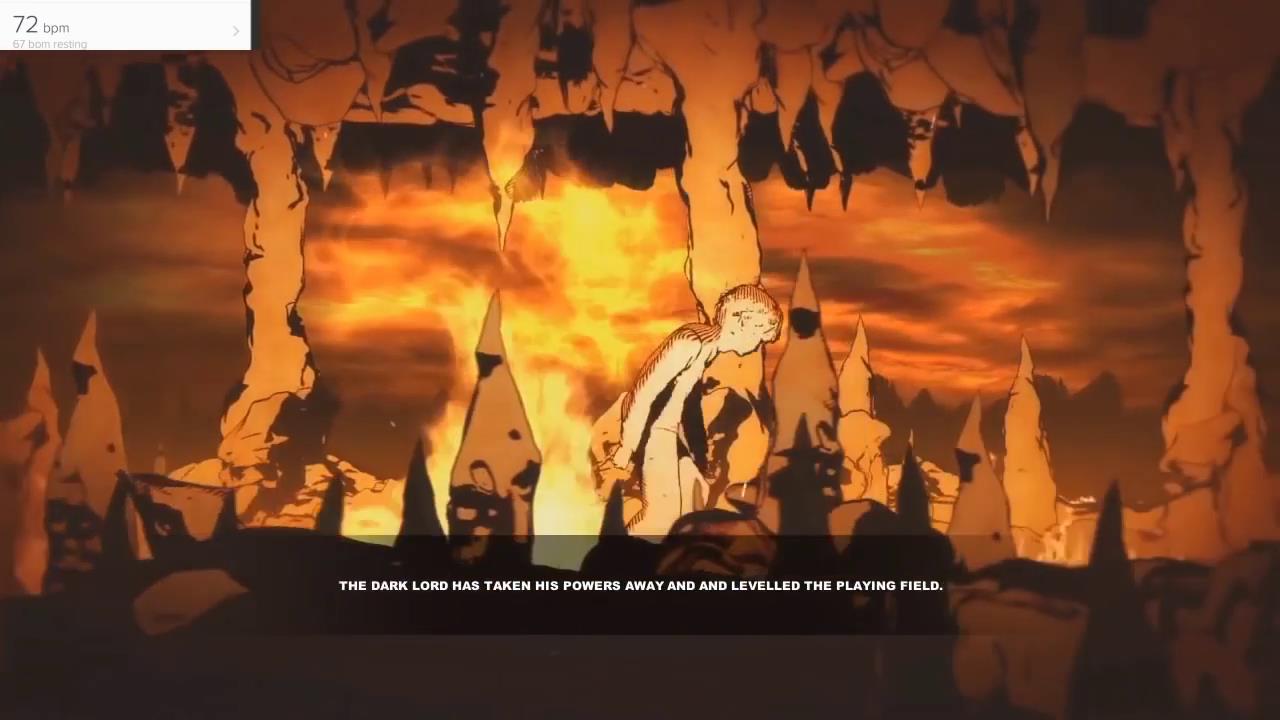 72 bpm
67 bpm resting
THE DARK LORD HAS TAKEN HIS POWERS AWAY AND AND LEVELLED THE PLAYING FIELD.